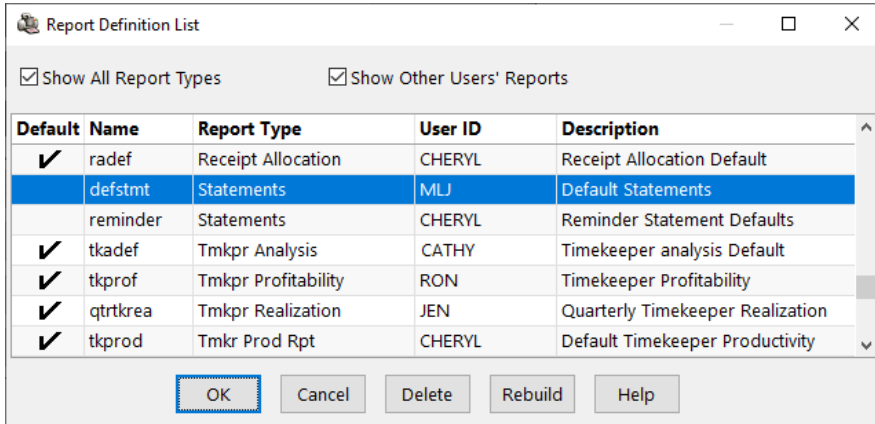 Report Definition List
Show All Report Types Show Other Users' Reports
Default Name Report Type User ID Description
radef Receipt Allocation CHERYL Receipt Allocation Default
defstmt Statements MLJ Default Statements
reminder Statements CHERYL Reminder Statement Defaults
tkadef Tmkpr Analysis CATHY Timekeeper analysis Default
tkprof Tmkpr Profitability RON Timekeeper Profitability
qtrtkrea Tmkpr Realization JEN Quarterly Timekeeper Realization
tkprod Tmkr Prod Rpt CHERYL Default Timekeeper Productivity
OK Cancel Delete Rebuild Help